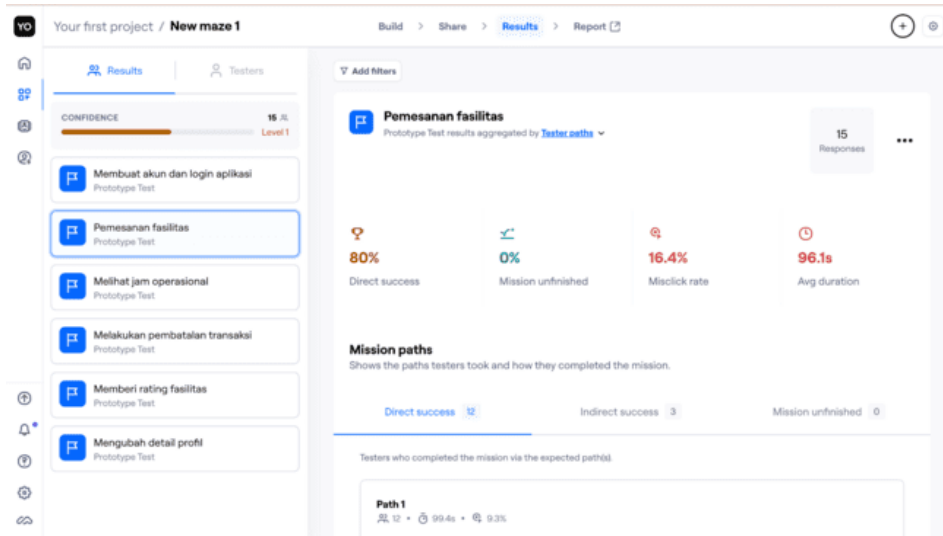 YO
Your first project / New maze 1
Build > Share > Results > Report
Results
Testers
CONFIDENCE
15
Level 1
Membuat akun dan login aplikasi
Prototype Test
Pemesanan fasilitas
Prototype Test
Melihat jam operasional
Prototype Test
Melakukan pembatalan transaksi
Prototype Test
Memberi rating fasilitas
Prototype Test
Mengubah detail profil
Prototype Test
Add filters
Pemesanan fasilitas
Prototype Test results aggregated by Tester paths
15
Responses
80%
Direct success
0%
Mission unfinished
16.4%
Misclick rate
96.1s
Avg duration
Mission paths
Shows the paths testers took and how they completed the mission.
Direct success 12
Indirect success 3
Mission unfinished 0
Testers who completed the mission via the expected path(s).
Path 1
12 • 99.4s • 9.3%